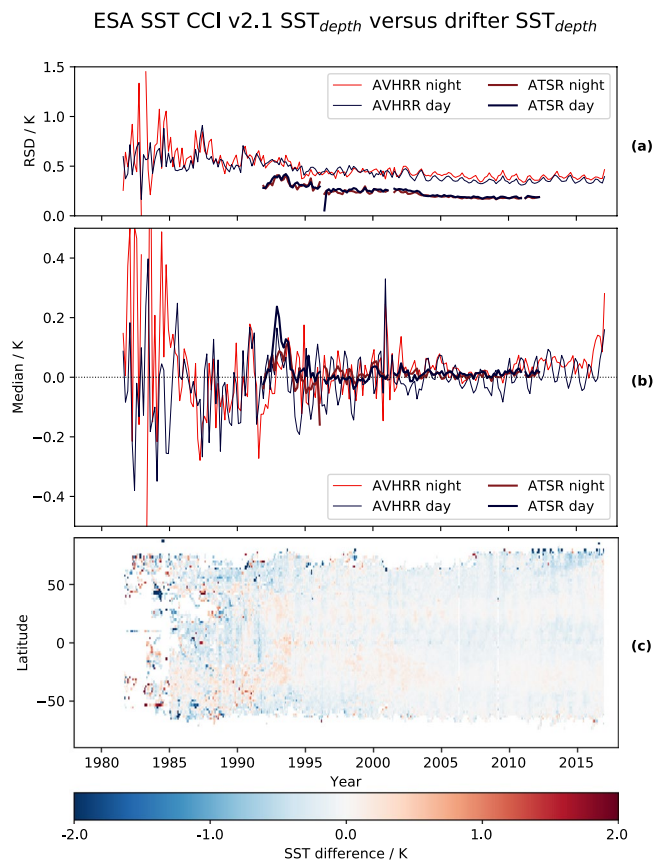 ESA SST CCI v2.1 SST_depth versus drifter SST_depth
1.5
1.0
0.5
0.0
RSD / K
AVHRR night
ATSR night
AVHRR day
ATSR day
(a)
0.4
0.2
0.0
−0.2
−0.4
Median / K
AVHRR night
ATSR night
AVHRR day
ATSR day
(b)
50
0
−50
Latitude
(c)
1980 1985 1990 1995 2000 2005 2010 2015
Year
-2.0 -1.0 0.0 1.0 2.0
SST difference / K